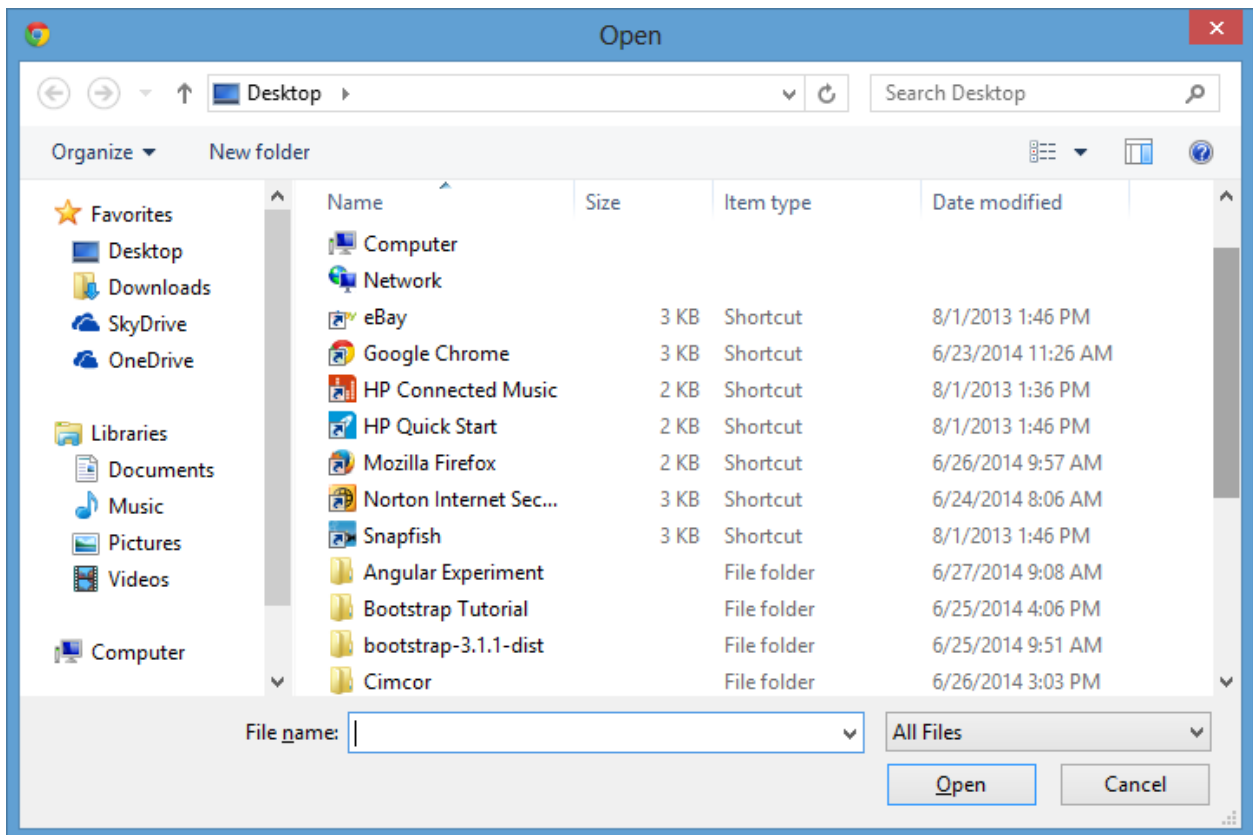 Open
Desktop
Search Desktop
Organize New folder
Name Size Item type Date modified
Favorites
Desktop
Downloads
SkyDrive
OneDrive
Libraries
Documents
Music
Pictures
Videos
Computer
Computer
Network
eBay 3 KB Shortcut 8/1/2013 1:46 PM
Google Chrome 3 KB Shortcut 6/23/2014 11:26 AM
HP Connected Music 2 KB Shortcut 8/1/2013 1:36 PM
HP Quick Start 2 KB Shortcut 8/1/2013 1:46 PM
Mozilla Firefox 2 KB Shortcut 6/26/2014 9:57 AM
Norton Internet Sec... 3 KB Shortcut 6/24/2014 8:06 AM
Snapfish 3 KB Shortcut 8/1/2013 1:46 PM
Angular Experiment File folder 6/27/2014 9:08 AM
Bootstrap Tutorial File folder 6/25/2014 4:06 PM
bootstrap-3.1.1-dist File folder 6/25/2014 9:51 AM
Cimcor File folder 6/26/2014 3:03 PM
File name: All Files
Open Cancel